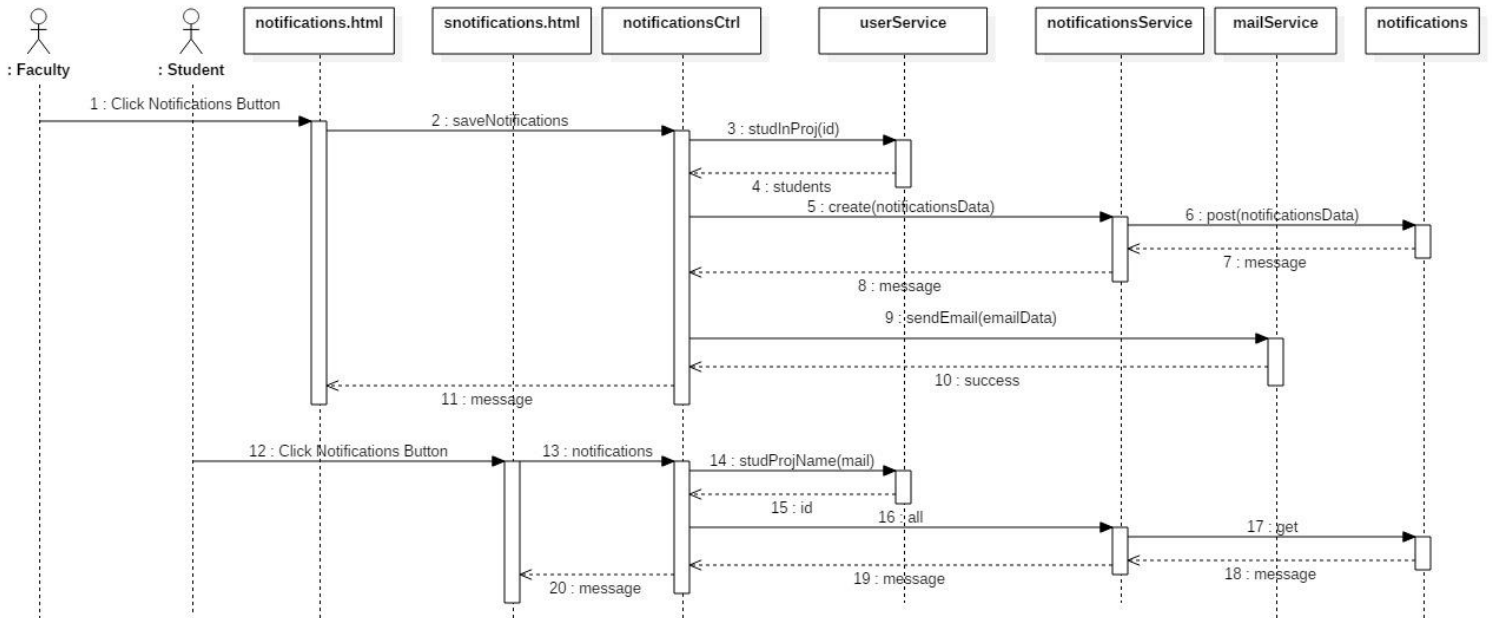 notifications.html
snotifications.html
notificationsCtrl
userService
notificationsService
mailService
notifications
: Faculty
: Student
1 : Click Notifications Button
2 : saveNotifications
3 : studInProj(id)
4 : students
5 : create(notificationsData)
6 : post(notificationsData)
7 : message
8 : message
9 : sendEmail(emailData)
10 : success
11 : message
12 : Click Notifications Button
13 : notifications
14 : studProjName(mail)
15 : id
16 : all
17 : get
18 : message
19 : message
20 : message